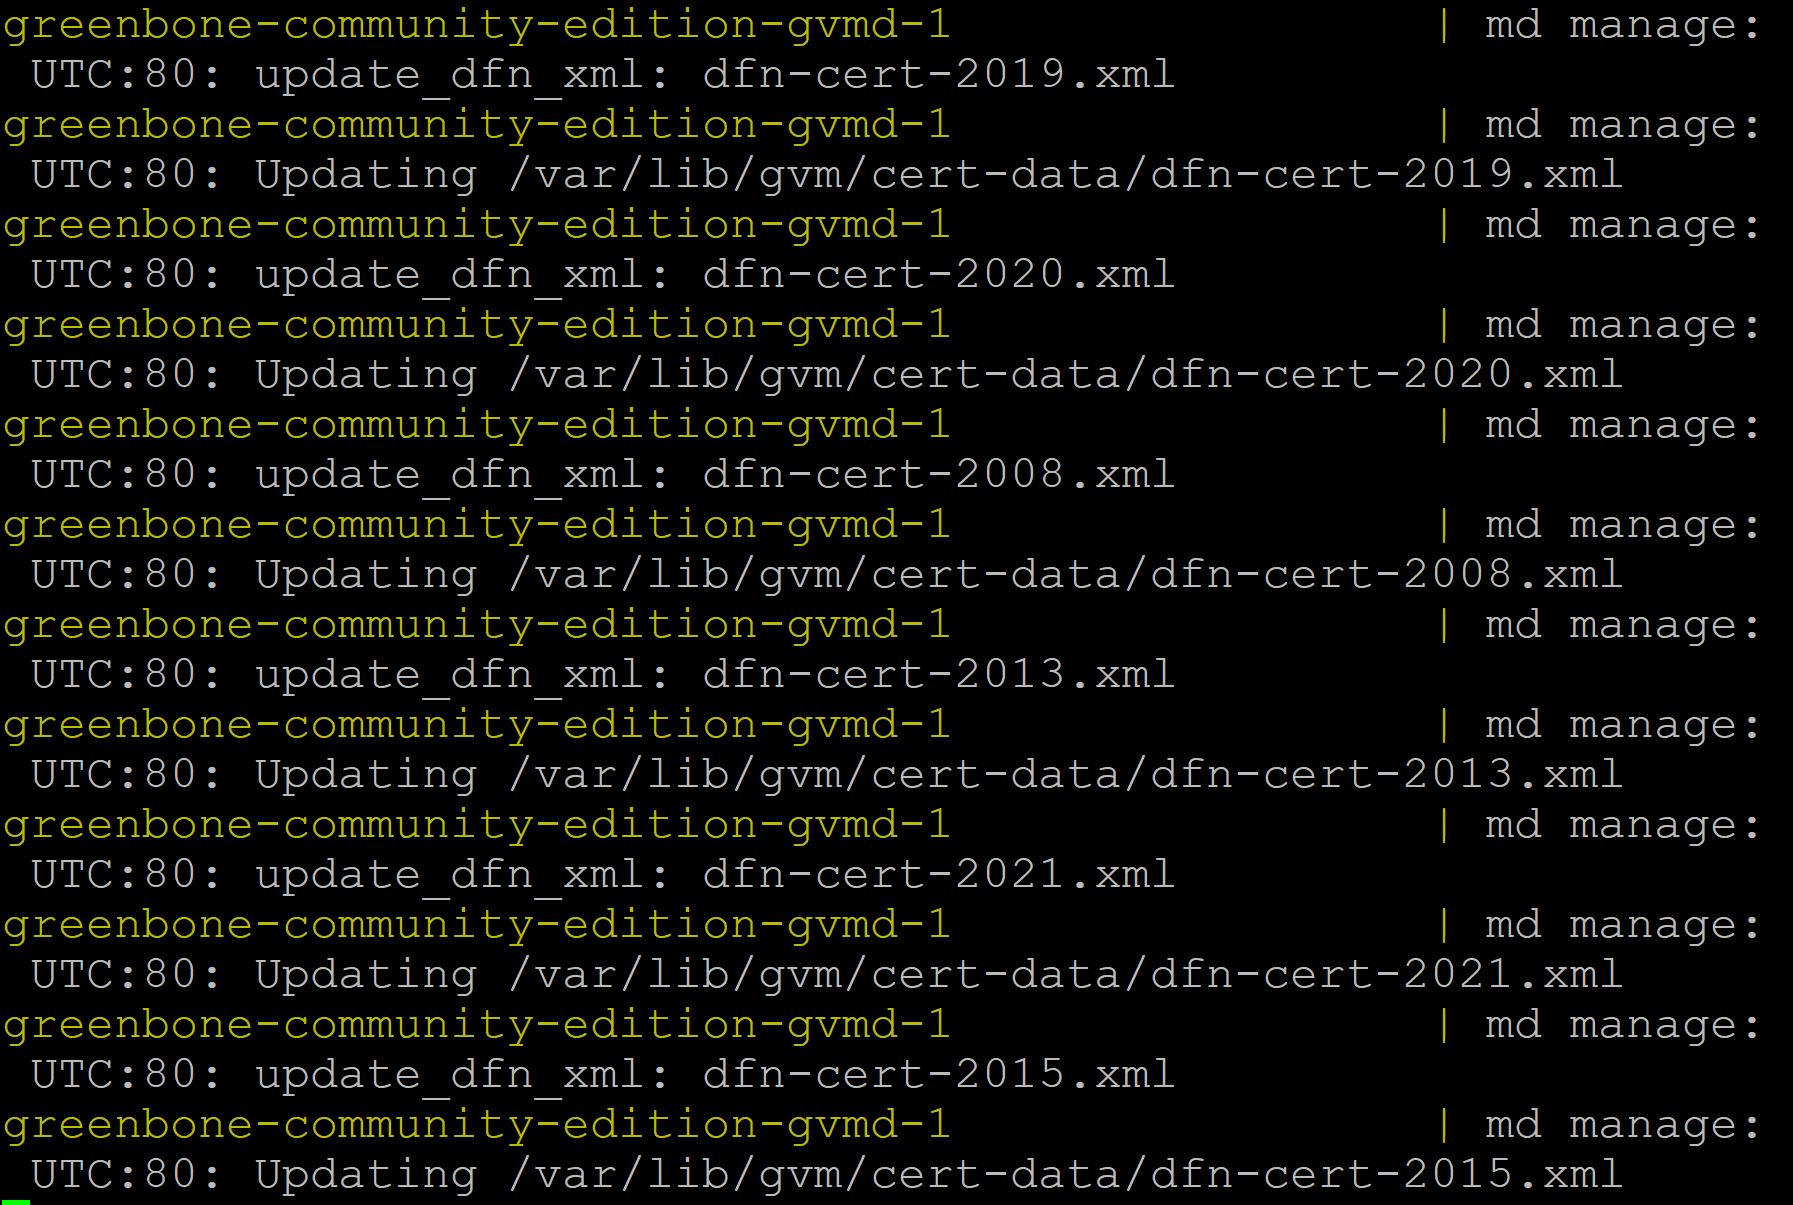 greenbone-community-edition-gvmd-1 | md manage:
UTC:80: update_dfn_xml: dfn-cert-2019.xml
greenbone-community-edition-gvmd-1 | md manage:
UTC:80: Updating /var/lib/gvm/cert-data/dfn-cert-2019.xml
greenbone-community-edition-gvmd-1 | md manage:
UTC:80: update_dfn_xml: dfn-cert-2020.xml
greenbone-community-edition-gvmd-1 | md manage:
UTC:80: Updating /var/lib/gvm/cert-data/dfn-cert-2020.xml
greenbone-community-edition-gvmd-1 | md manage:
UTC:80: update_dfn_xml: dfn-cert-2008.xml
greenbone-community-edition-gvmd-1 | md manage:
UTC:80: Updating /var/lib/gvm/cert-data/dfn-cert-2008.xml
greenbone-community-edition-gvmd-1 | md manage:
UTC:80: update_dfn_xml: dfn-cert-2013.xml
greenbone-community-edition-gvmd-1 | md manage:
UTC:80: Updating /var/lib/gvm/cert-data/dfn-cert-2013.xml
greenbone-community-edition-gvmd-1 | md manage:
UTC:80: update_dfn_xml: dfn-cert-2021.xml
greenbone-community-edition-gvmd-1 | md manage:
UTC:80: Updating /var/lib/gvm/cert-data/dfn-cert-2021.xml
greenbone-community-edition-gvmd-1 | md manage:
UTC:80: update_dfn_xml: dfn-cert-2015.xml
greenbone-community-edition-gvmd-1 | md manage:
UTC:80: Updating /var/lib/gvm/cert-data/dfn-cert-2015.xml